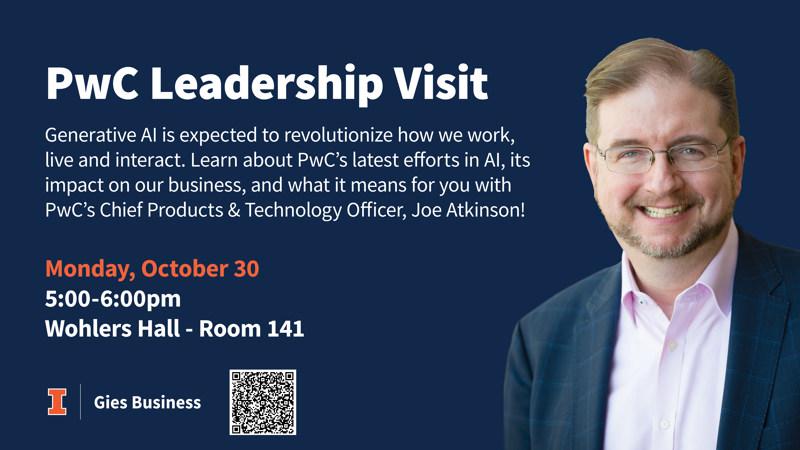 PwC Leadership Visit
Generative AI is expected to revolutionize how we work,
live and interact. Learn about PwC’s latest efforts in AI, its
impact on our business, and what it means for you with
PwC’s Chief Products & Technology Officer, Joe Atkinson!
Monday, October 30
5:00-6:00pm
Wohlers Hall - Room 141
I Gies Business